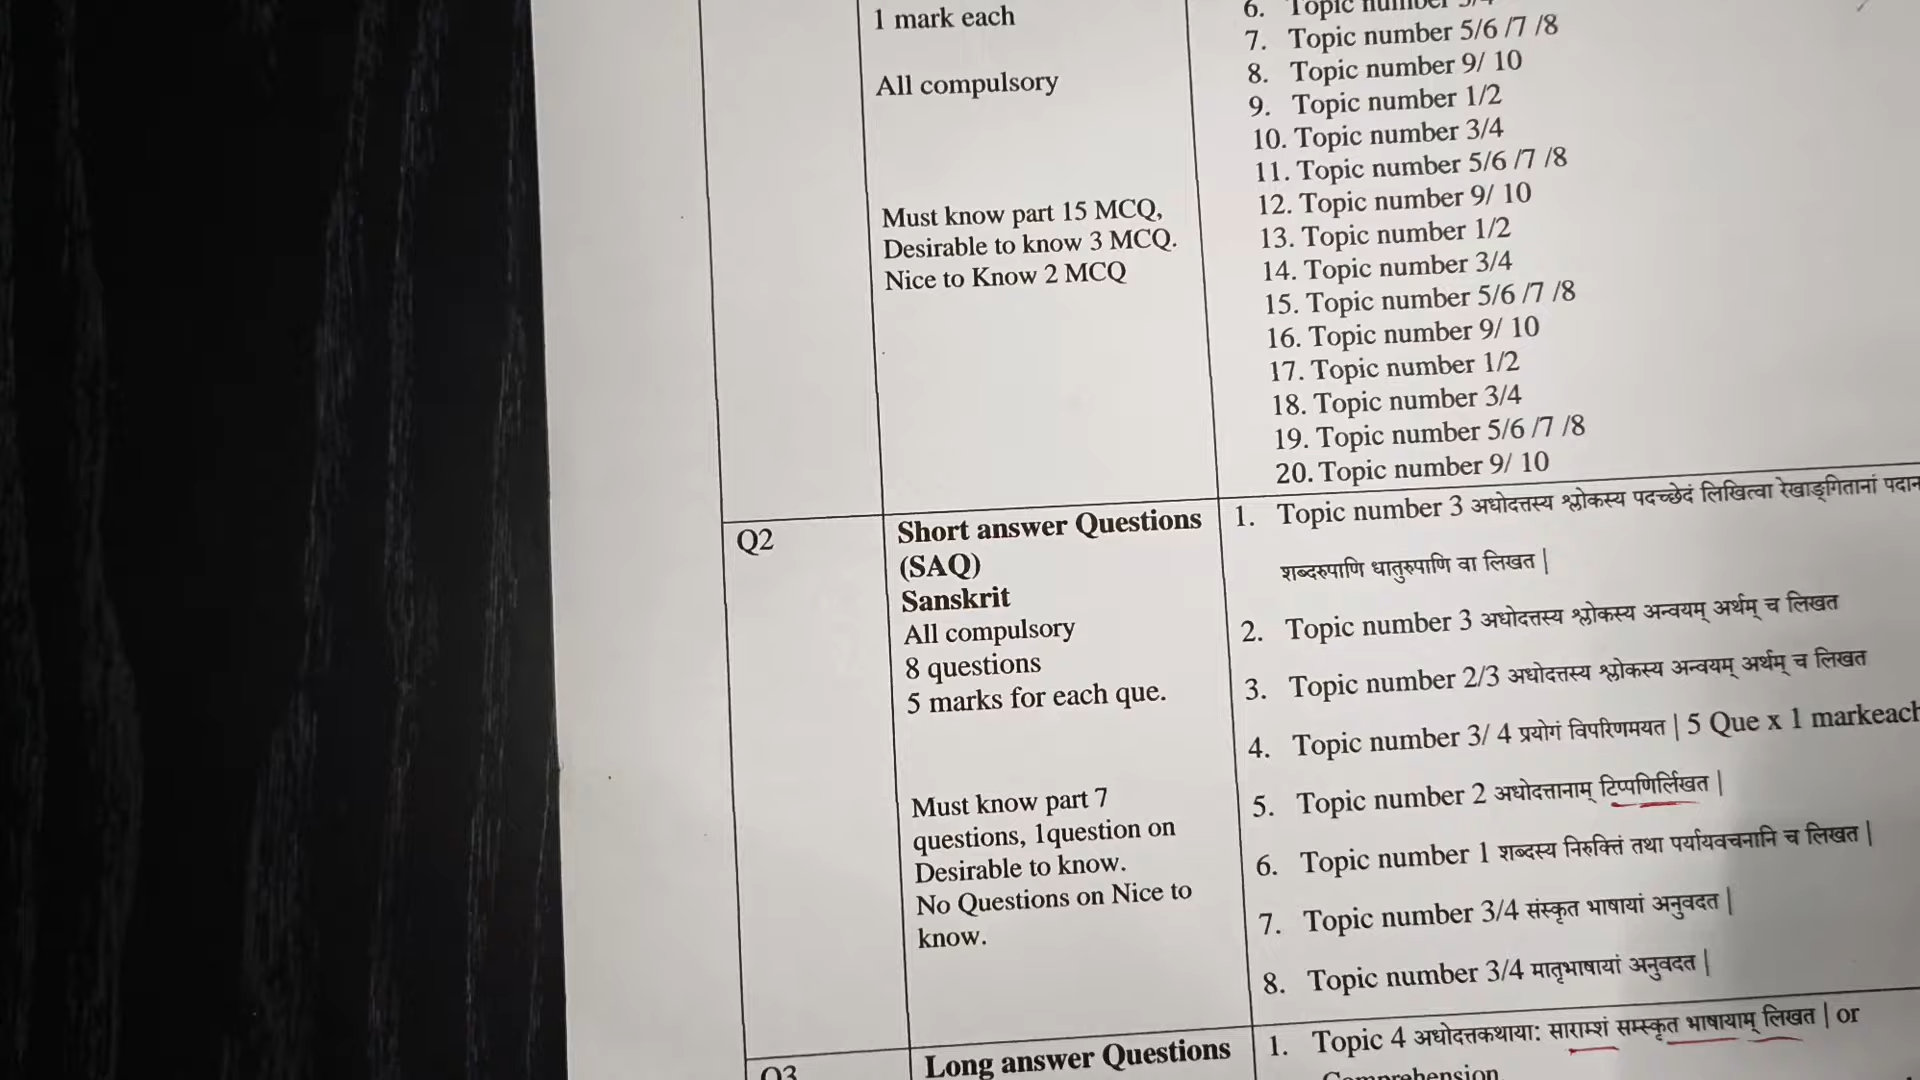 1 mark each
All compulsory
Must know part 15 MCQ,
Desirable to know 3 MCQ.
Nice to Know 2 MCQ
6. Topic number
7. Topic number 5/6 /7 /8
8. Topic number 9/ 10
9. Topic number 1/2
10. Topic number 3/4
11. Topic number 5/6 /7 /8
12. Topic number 9/ 10
13. Topic number 1/2
14. Topic number 3/4
15. Topic number 5/6 /7 /8
16. Topic number 9/ 10
17. Topic number 1/2
18. Topic number 3/4
19. Topic number 5/6 /7 /8
20. Topic number 9/ 10
Q2
Short answer Questions
(SAQ)
Sanskrit
All compulsory
8 questions
5 marks for each que.
Must know part 7
questions, 1question on
Desirable to know.
No Questions on Nice to
know.
1. Topic number 3 अधोदत्तस्य श्लोकस्य पदच्छेदं लिखित्वा रेखाङ्गितानां
शब्दरुपाणि धातुरुपाणि वा लिखत |
2. Topic number 3 अधोदत्तस्य श्लोकस्य अन्वयम् अर्थम् च लिखत
3. Topic number 2/3 अधोदत्तस्य श्लोकस्य अन्वयम् अर्थम् च लिखत
4. Topic number 3/ 4 प्रयोगं विपरिणमयत | 5 Que x 1 markeach
5. Topic number 2 अधोदत्तानाम् टिप्पणिर्लिखत |
6. Topic number 1 शब्दस्य निरुक्तिं तथा पर्यायवचनानि च लिखत |
7. Topic number 3/4 संस्कृत भाषायां अनुवदत |
8. Topic number 3/4 मातृभाषायां अनुवदत |
Q3
Long answer Questions
1. Topic 4 अधोदत्तकथाया: साराम्शं सम्स्कृत भाषायाम् लिखत | or
Comprehension